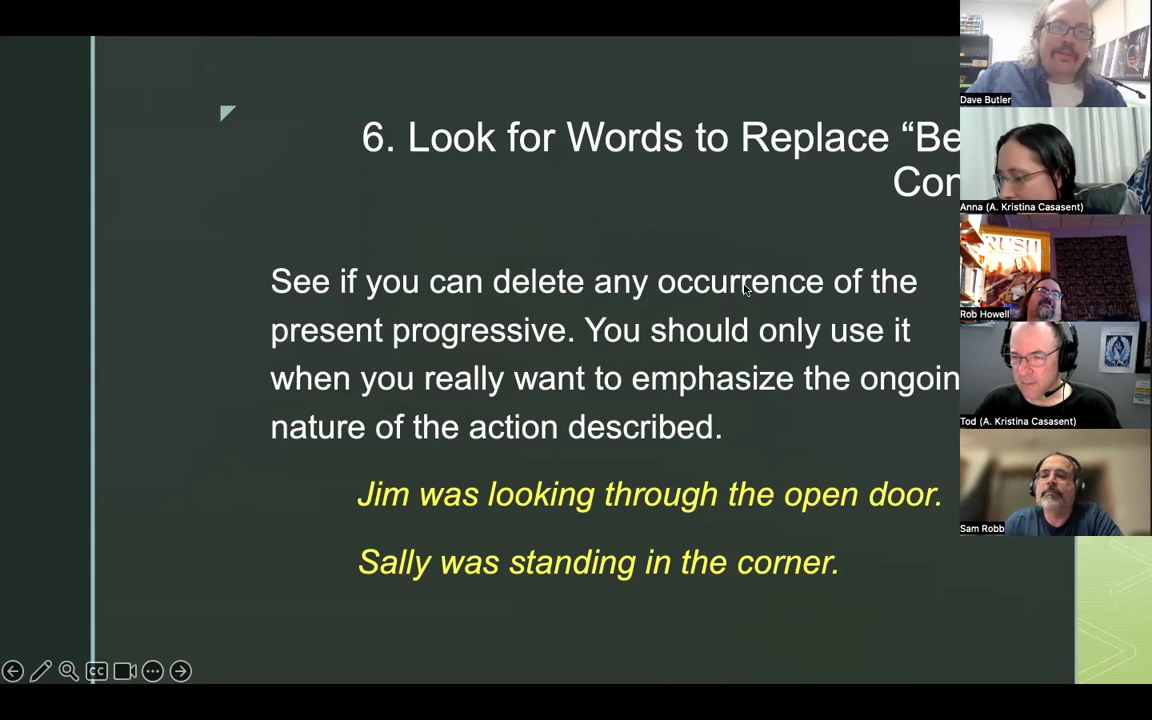 6. Look for Words to Replace “Be
Con
See if you can delete any occurrence of the
present progressive. You should only use it
when you really want to emphasize the ongoin
nature of the action described.
Jim was looking through the open door.
Sally was standing in the corner.
CC
Dave Butler
Anna (A. Kristina Casasent)
RUSH
Rob Howell
Tod (A. Kristina Casasent)
Sam Robb